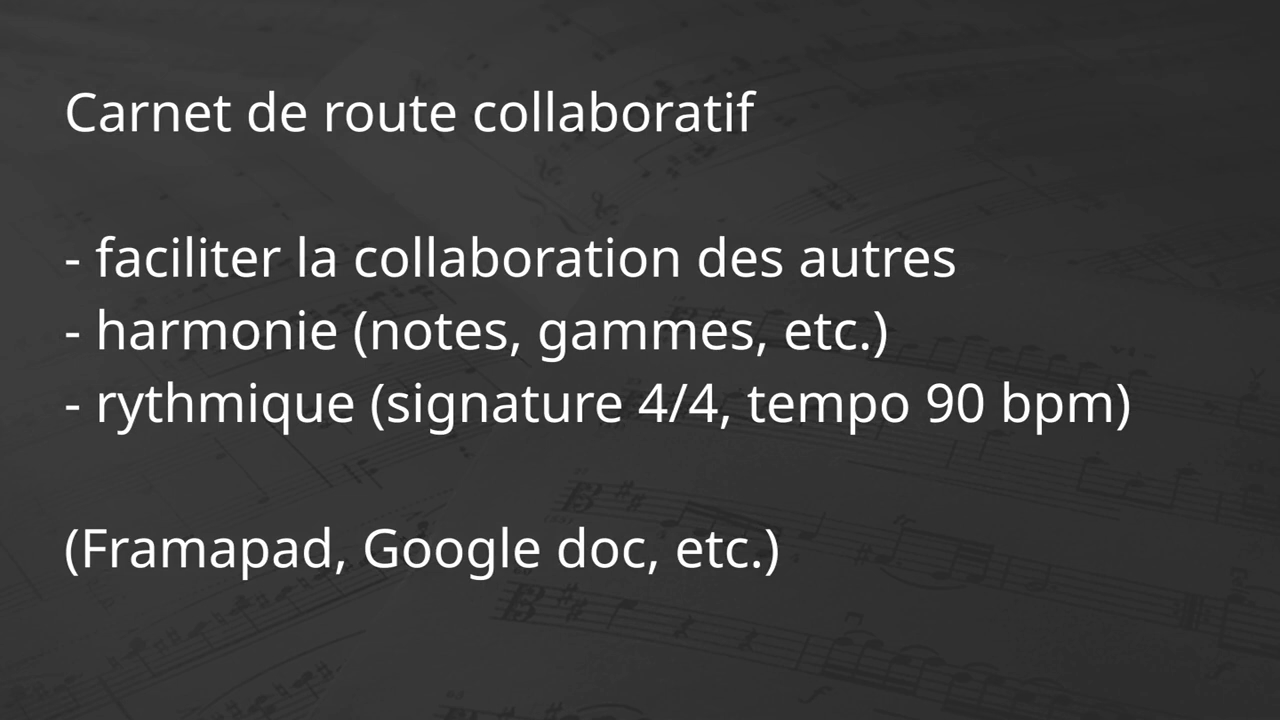 Carnet de route collaboratif
- faciliter la collaboration des autres
- harmonie (notes, gammes, etc.)
- rythmique (signature 4/4, tempo 90 bpm)
(Framapad, Google doc, etc.)